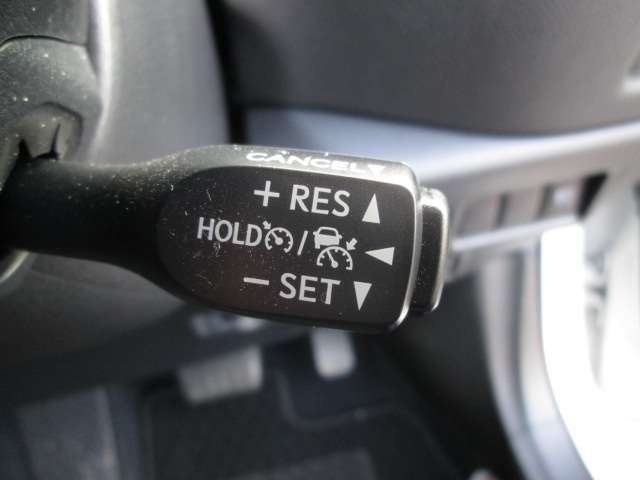 CANCEL
+ RES
HOLD /
− SET